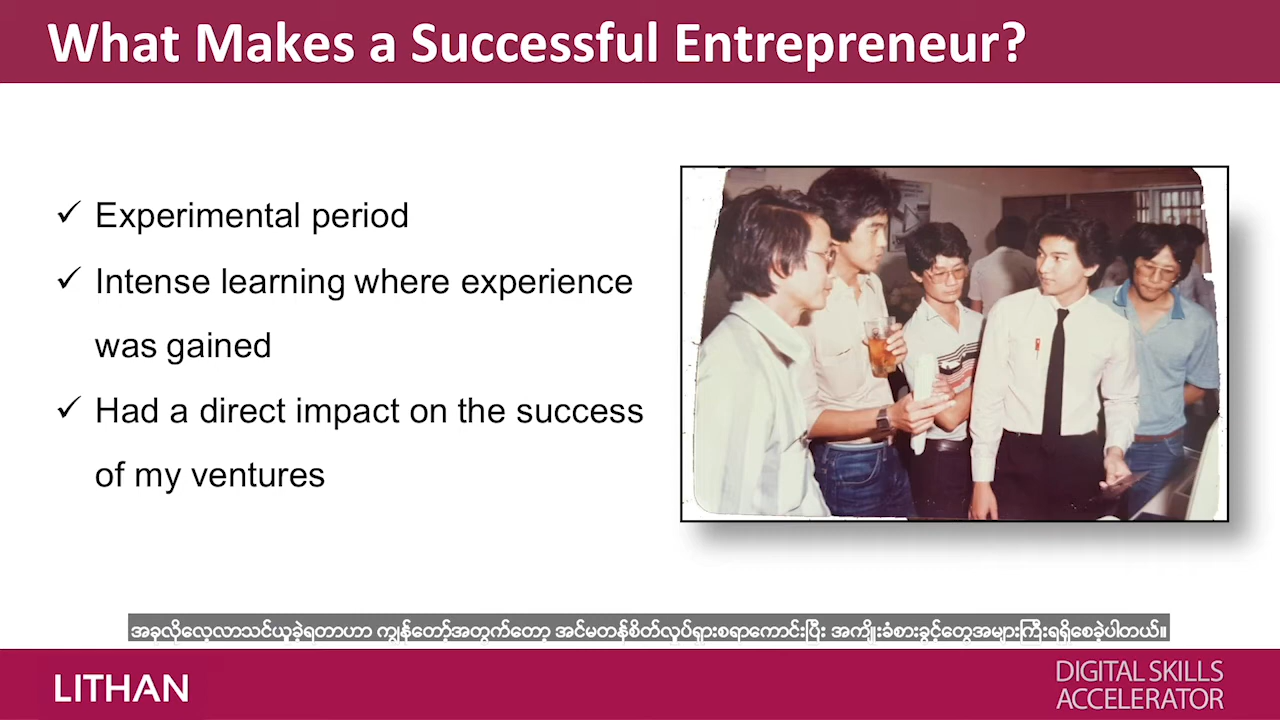 What Makes a Successful Entrepreneur?
✓ Experimental period
✓ Intense learning where experience
was gained
✓ Had a direct impact on the success
of my ventures
အခုလိုလေ့လာသင်ယူခဲ့ရတာဟာ ကျွန်တော့်အတွက်တော့ အင်မတန်စိတ်လှုပ်ရှားစရာကောင်းပြီး အကျိုးခံစားခွင့်တွေအများကြီးရရှိစေခဲ့ပါတယ်။
LITHAN
DIGITAL SKILLS
ACCELERATOR